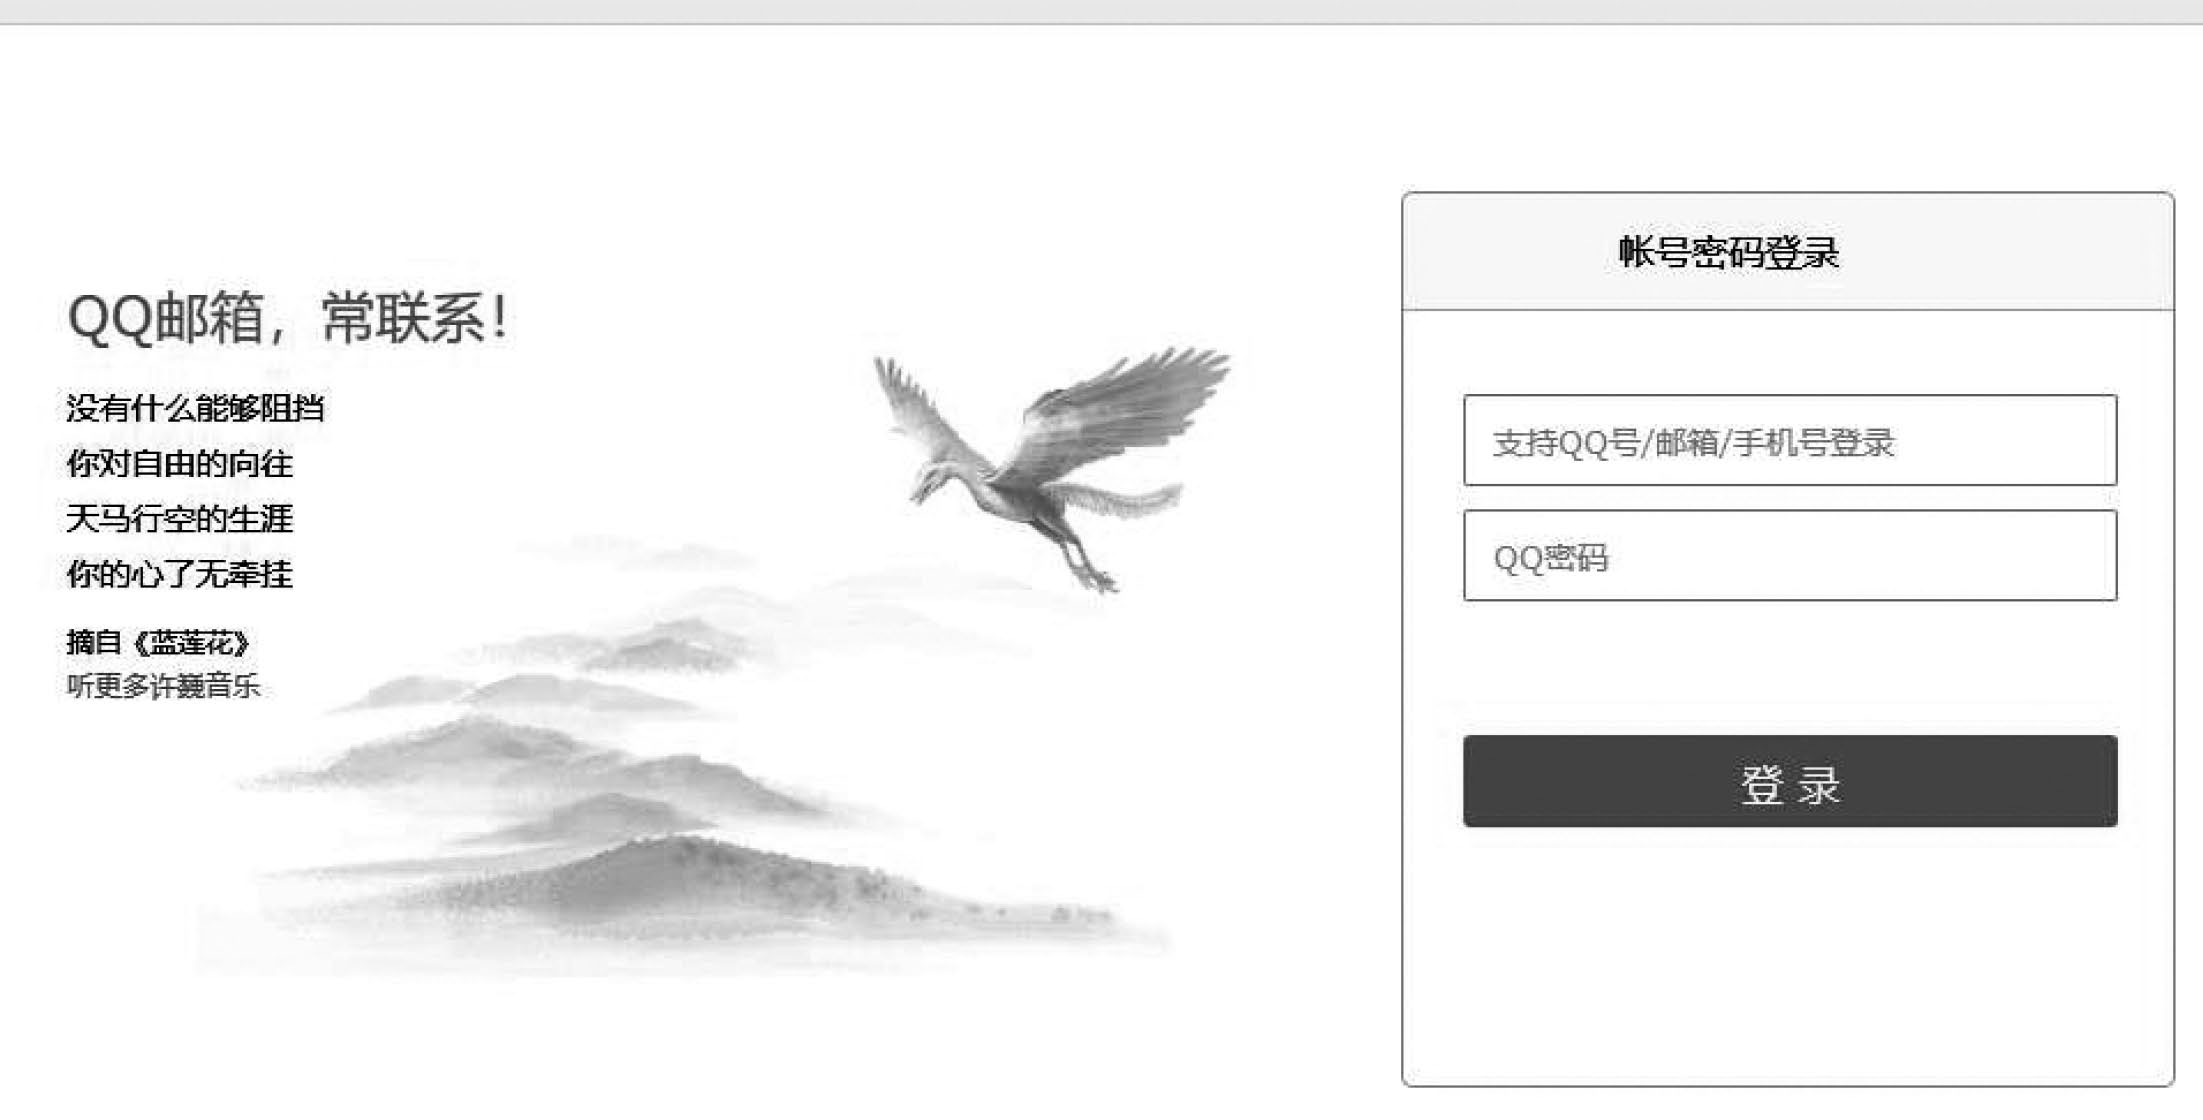 QQ邮箱，常联系！
没有什么能够阻挡
你对自由的向往
天马行空的生涯
你的心了无牵挂
摘自《蓝莲花》
听更多许巍音乐
帐号密码登录
支持QQ号/邮箱/手机号登录
QQ密码
登 录